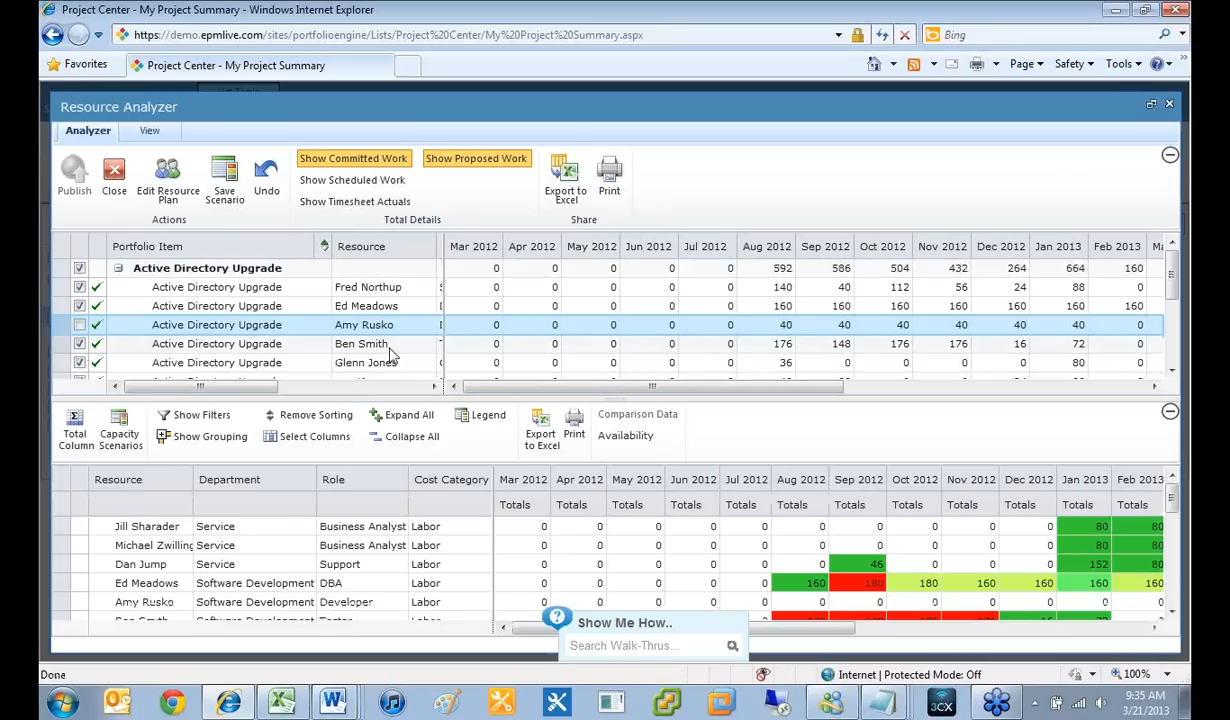 Project Center - My Project Summary - Windows Internet Explorer
https://demo.epmlive.com/sites/portfolioengine/Lists/Project%20Center/My%20Project%20Summary.aspx
Bing
Favorites
Project Center - My Project Summary
Page
Safety
Tools
Resource Analyzer
Analyzer
View
Publish
Close
Edit Resource Plan
Save Scenario
Undo
Actions
Show Committed Work
Show Proposed Work
Show Scheduled Work
Show Timesheet Actuals
Total Details
Export to Excel
Print
Share
Portfolio Item Resource Mar 2012 Apr 2012 May 2012 Jun 2012 Jul 2012 Aug 2012 Sep 2012 Oct 2012 Nov 2012 Dec 2012 Jan 2013 Feb 2013
Active Directory Upgrade 0 0 0 0 0 592 586 504 432 264 664 160
Active Directory Upgrade Fred Northup 0 0 0 0 0 140 40 112 56 24 88 0
Active Directory Upgrade Ed Meadows 0 0 0 0 0 160 160 160 160 160 160 160
Active Directory Upgrade Amy Rusko 0 0 0 0 0 40 40 40 40 40 40 0
Active Directory Upgrade Ben Smith 0 0 0 0 0 176 148 176 176 16 72 0
Active Directory Upgrade Glenn Jones 0 0 0 0 0 36 0 0 0 0 80 0
Total Column
Capacity Scenarios
Show Filters
Show Grouping
Remove Sorting
Select Columns
Expand All
Collapse All
Legend
Export to Excel
Print
Comparison Data
Availability
Resource Department Role Cost Category Mar 2012 Apr 2012 May 2012 Jun 2012 Jul 2012 Aug 2012 Sep 2012 Oct 2012 Nov 2012 Dec 2012 Jan 2013 Feb 2013
Totals Totals Totals Totals Totals Totals Totals Totals Totals Totals Totals Totals
Jill Sharader Service Business Analyst Labor 0 0 0 0 0 0 0 0 0 0 80 80
Michael Zwilling Service Business Analyst Labor 0 0 0 0 0 0 0 0 0 0 80 80
Dan Jump Service Support Labor 0 0 0 0 0 0 46 0 0 0 152 80
Ed Meadows Software Development DBA Labor 0 0 0 0 0 160 180 180 160 160 160 160
Amy Rusko Software Development Developer Labor 0 0 0 0 0 0 0 0 0 0 0 0
Show Me How..
Search Walk-Thrus...
Done
Internet | Protected Mode: Off
100%
3CX
9:35 AM
3/21/2013